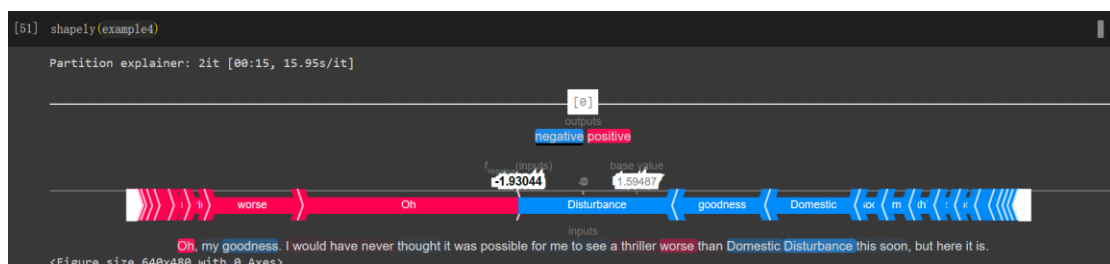 [51] shapely(example4)
Partition explainer: 2it [00:15, 15.95s/it]
[0]
outputs
negative positive
(inputs) base value
-1.93044 -0 1.59487
worse Oh Disturbance goodness Domestic
inputs
Oh, my goodness. I would have never thought it was possible for me to see a thriller worse than Domestic Disturbance this soon, but here it is.
<Figure size 640x480 with 0 Axes>